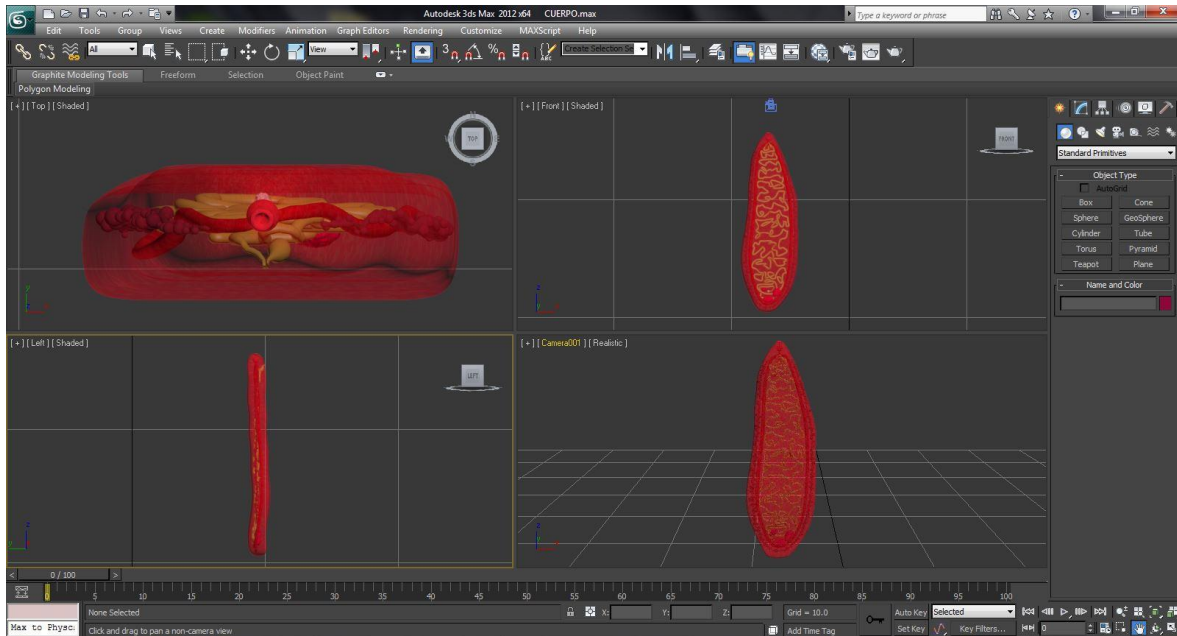 Autodesk 3ds Max 2012 x64 CUERPO.max
Type a keyword or phrase
Edit Tools Group Views Create Modifiers Animation Graph Editors Rendering Customize MAXScript Help
All View Create Selection Se
Graphite Modeling Tools Freeform Selection Object Paint
Polygon Modeling
[ + ] [ Top ] [ Shaded ]
TOP
[ + ] [ Front ] [ Shaded ]
FRONT
Standard Primitives
- Object Type
AutoGrid
Box Cone
Sphere GeoSphere
Cylinder Tube
Torus Pyramid
Teapot Plane
- Name and Color
[ + ] [ Left ] [ Shaded ]
LEFT
[ + ] [ Camera001 ] [ Realistic ]
< 0 / 100 >
0 5 10 15 20 25 30 35 40 45 50 55 60 65 70 75 80 85 90 95 100
None Selected X: Y: Z: Grid = 10.0 Auto Key Selected
Max to Physc Click and drag to pan a non-camera view Add Time Tag Set Key Key Filters... 0